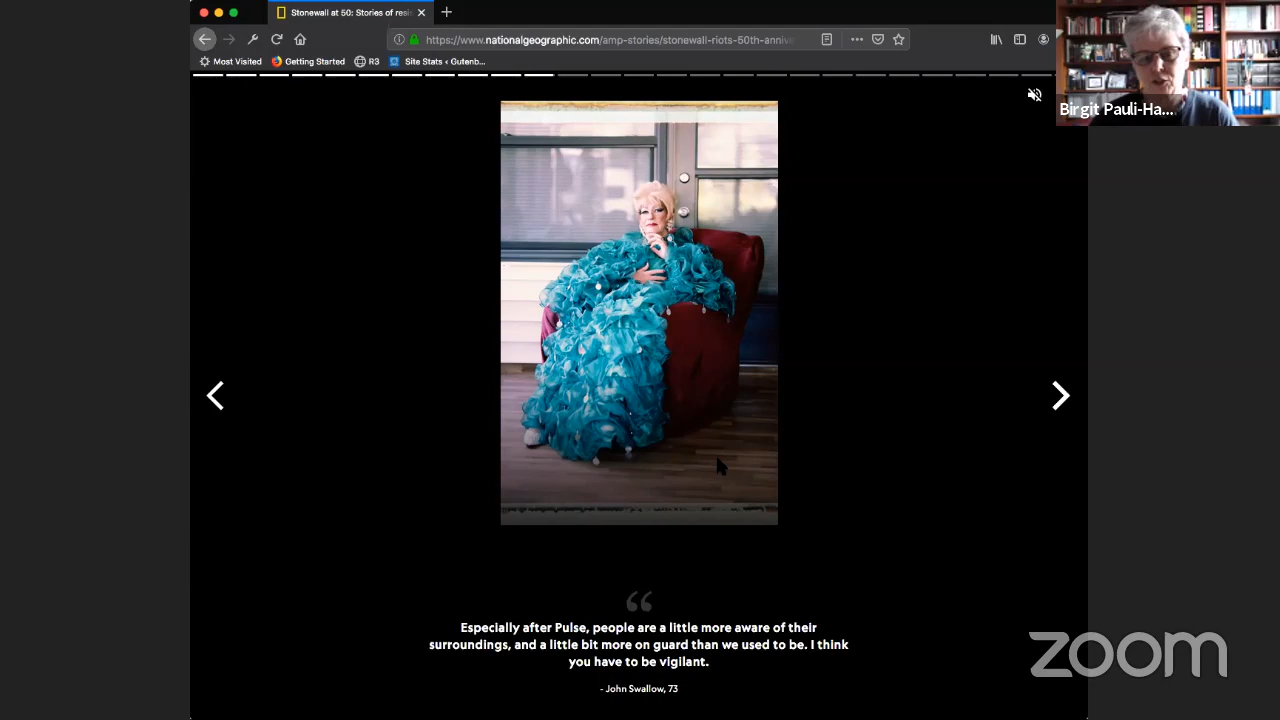 Stonewall at 50: Stories of resi
https://www.nationalgeographic.com/amp-stories/stonewall-riots-50th-anniv
Most Visited Getting Started R3 Site Stats ‹ Gutenb...
Birgit Pauli-Ha...
“
Especially after Pulse, people are a little more aware of their
surroundings, and a little bit more on guard than we used to be. I think
you have to be vigilant.
- John Swallow, 73
zoom